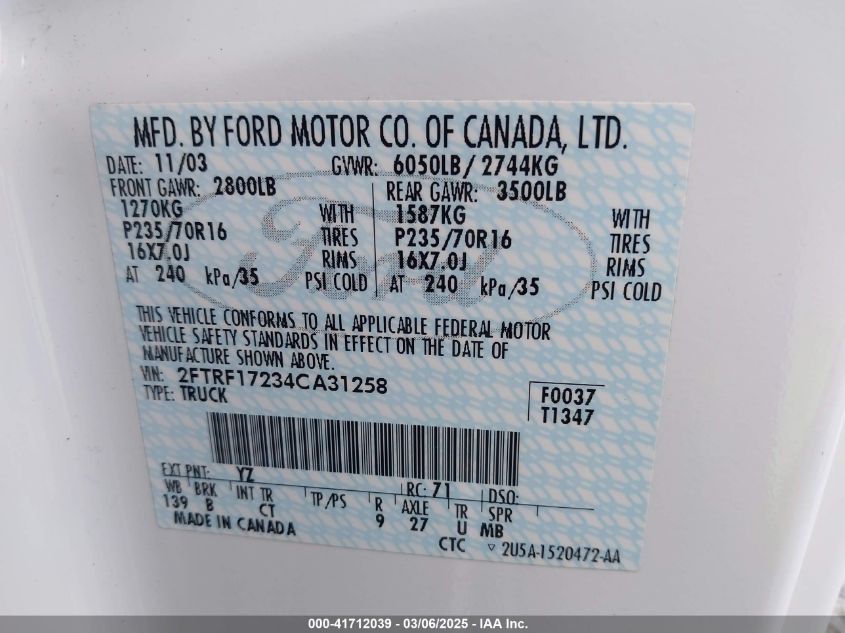 MFD. BY FORD MOTOR CO. OF CANADA, LTD.
DATE: 11/03 GVWR: 6050LB/ 2744KG
FRONT GAWR: 2800LB REAR GAWR: 3500LB
1270KG WITH 1587KG WITH
P235/70R16 TIRES P235/70R16 TIRES
16X7.0J RIMS 16X7.0J RIMS
AT 240 kPa/35 PSI COLD AT 240 kPa/35 PSI COLD
Ford
THIS VEHICLE CONFORMS TO ALL APPLICABLE FEDERAL MOTOR
VEHICLE SAFETY STANDARDS IN EFFECT ON THE DATE OF
MANUFACTURE SHOWN ABOVE.
VIN: 2FTRF17234CA31258
TYPE: TRUCK
F0037
T1347
EXT PNT: YZ RC: 71 DSO:
WB BRK INT TR TP/PS R AXLE TR SPR
139 B CT 9 27 U MB
MADE IN CANADA CTC ▽ 2U5A-1520472-AA
000-41712039 - 03/06/2025 - IAA Inc.